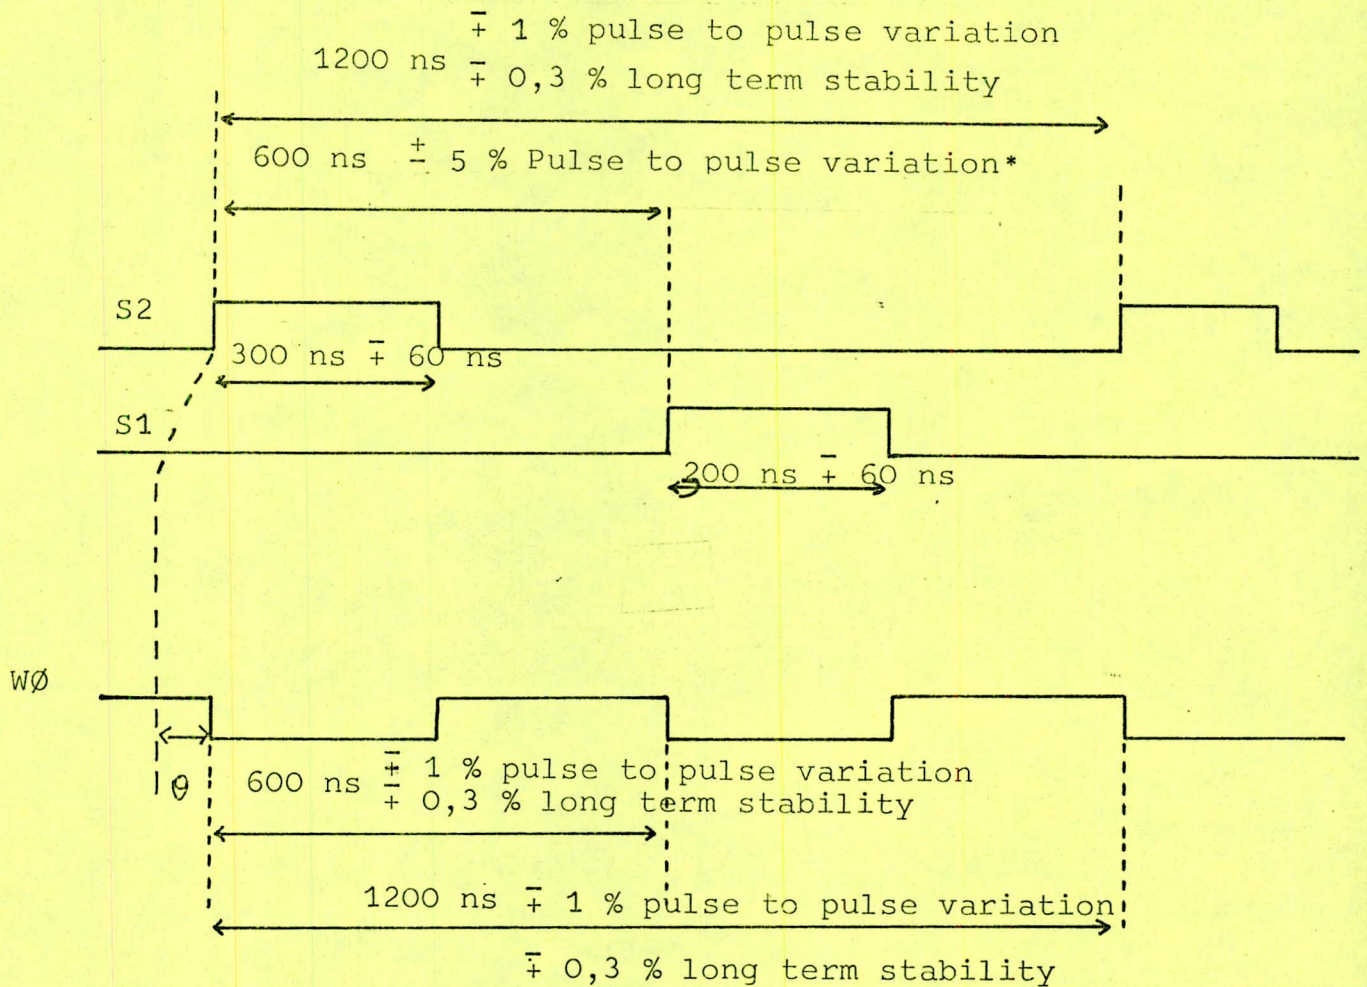 ∓ 1 % pulse to pulse variation
1200 ns
∓ 0,3 % long term stability
600 ns ± 5 % Pulse to pulse variation*
S2
300 ns ∓ 60 ns
S1
200 ns ∓ 60 ns
WØ
θ
600 ns ∓ 1 % pulse to pulse variation
∓ 0,3 % long term stability
1200 ns ∓ 1 % pulse to pulse variation
∓ 0,3 % long term stability